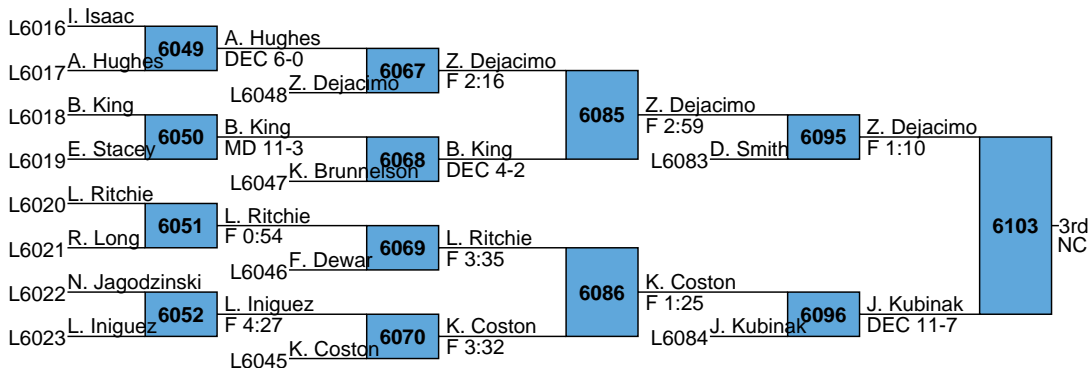 L6016 I. Isaac
6049
L6017 A. Hughes
A. Hughes
DEC 6-0
6067
L6048 Z. Dejacimo
Z. Dejacimo
F 2:16
L6018 B. King
6050
L6019 E. Stacey
B. King
MD 11-3
6068
L6047 K. Brunnelson
B. King
DEC 4-2
6085
Z. Dejacimo
F 2:59
6095
L6083 D. Smith
Z. Dejacimo
F 1:10
L6020 L. Ritchie
6051
L6021 R. Long
L. Ritchie
F 0:54
6069
L6046 F. Dewar
L. Ritchie
F 3:35
L6022 N. Jagodzinski
6052
L6023 L. Iniguez
L. Iniguez
F 4:27
6070
L6045 K. Coston
K. Coston
F 3:32
6086
K. Coston
F 1:25
6096
L6084 J. Kubinak
J. Kubinak
DEC 11-7
6103
3rd
NC